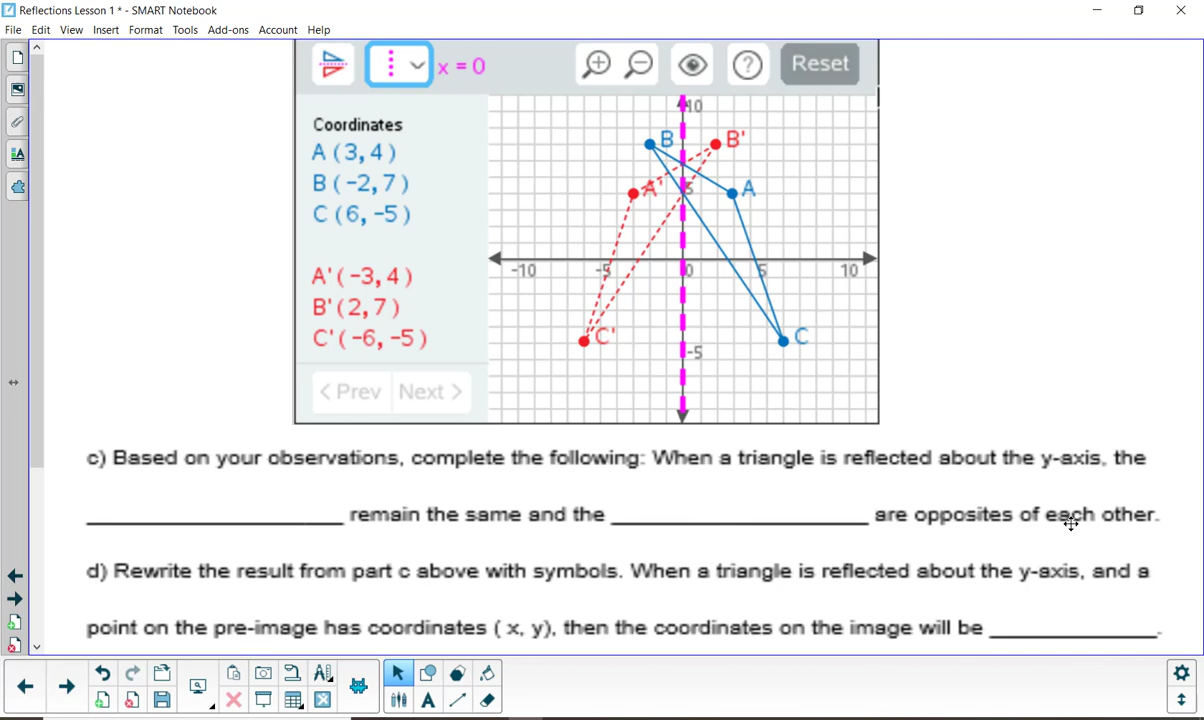 Reflections Lesson 1 * - SMART Notebook
File Edit View Insert Format Tools Add-ons Account Help
x = 0
? Reset
Coordinates
A (3, 4)
B (-2, 7)
C (6, -5)
A' (-3, 4)
B' (2, 7)
C' (-6, -5)
< Prev Next >
10
B B'
A' 5 A
-10 -5 0 5 10
C' C
-5
c) Based on your observations, complete the following: When a triangle is reflected about the y-axis, the
______________________ remain the same and the ______________________ are opposites of each other.
d) Rewrite the result from part c above with symbols. When a triangle is reflected about the y-axis, and a
point on the pre-image has coordinates ( x, y), then the coordinates on the image will be ______________.